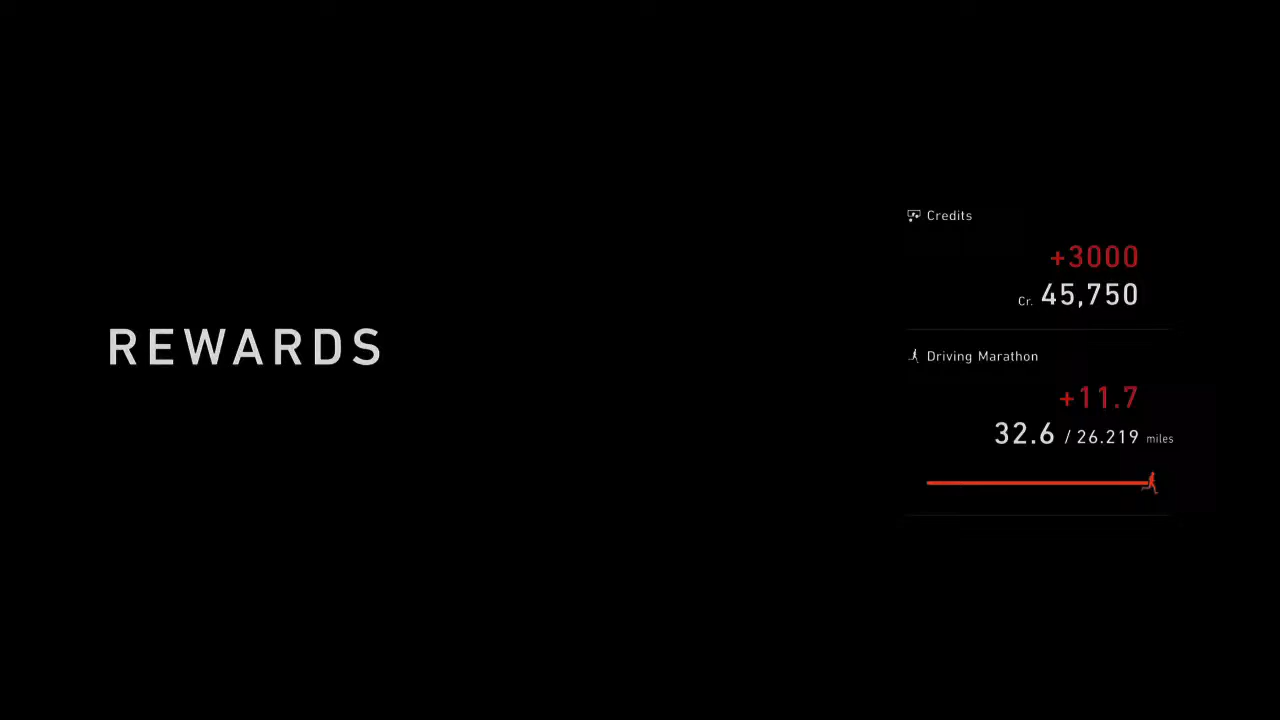 REWARDS
Credits
+3000
Cr. 45,750
Driving Marathon
+11.7
32.6 / 26.219 miles